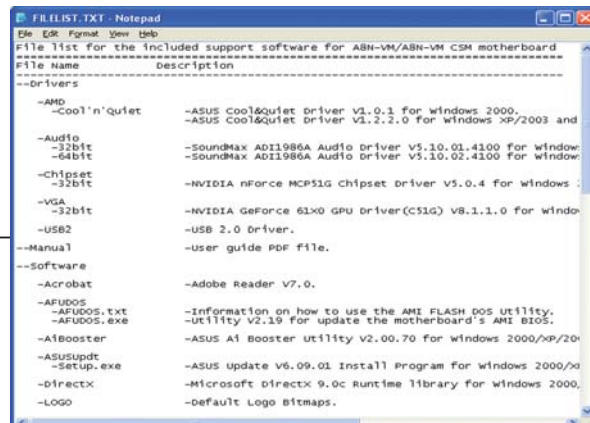 FILELIST.TXT - Notepad
File Edit Format View Help
File list for the included support software for A8N-VM/A8N-VM CSM motherboard
================================================================
File Name Description
----------------------------------------------------------------
--Drivers
-AMD
-Cool'n'Quiet -ASUS Cool&Quiet Driver V1.0.1 for Windows 2000.
-ASUS Cool&Quiet Driver V1.2.2.0 for Windows XP/2003 and
-Audio
-32bit -SoundMax ADI1986A Audio Driver V5.10.01.4100 for Window
-64bit -SoundMax ADI1986A Audio Driver V5.10.02.4100 for Window
-Chipset
-32bit -NVIDIA nForce MCP51G Chipset Driver V5.0.4 for Windows
-VGA
-32bit -NVIDIA GeForce 61X0 GPU Driver(C51G) V8.1.1.0 for Windo
-USB2 -USB 2.0 Driver.
--Manual -User guide PDF file.
--Software
-Acrobat -Adobe Reader V7.0.
-AFUDOS
-AFUDOS.txt -Information on how to use the AMI FLASH DOS Utility.
-AFUDOS.exe -Utility V2.19 for update the motherboard's AMI BIOS.
-AiBooster -ASUS Ai Booster Utility V2.00.70 for Windows 2000/XP/20
-ASUSUpdt
-Setup.exe -ASUS Update V6.09.01 Install Program for Windows 2000/X
-DirectX -Microsoft DirectX 9.0c Runtime library for Windows 2000,
-LOGO -Default Logo Bitmaps.